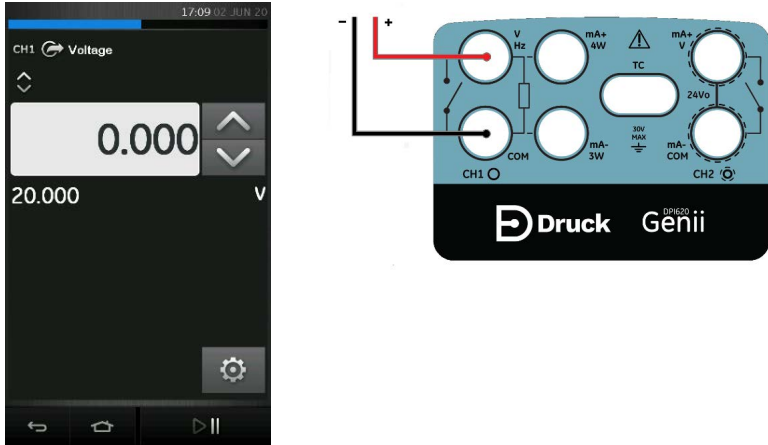 17:09 02 JUN 20
CH1 Voltage
0.000
20.000 V
- +
V
Hz
mA+
4W
TC
mA+
V
24Vo
30V
MAX
COM
mA-
3W
mA-
COM
CH1
CH2
Druck
DPI620
Genii